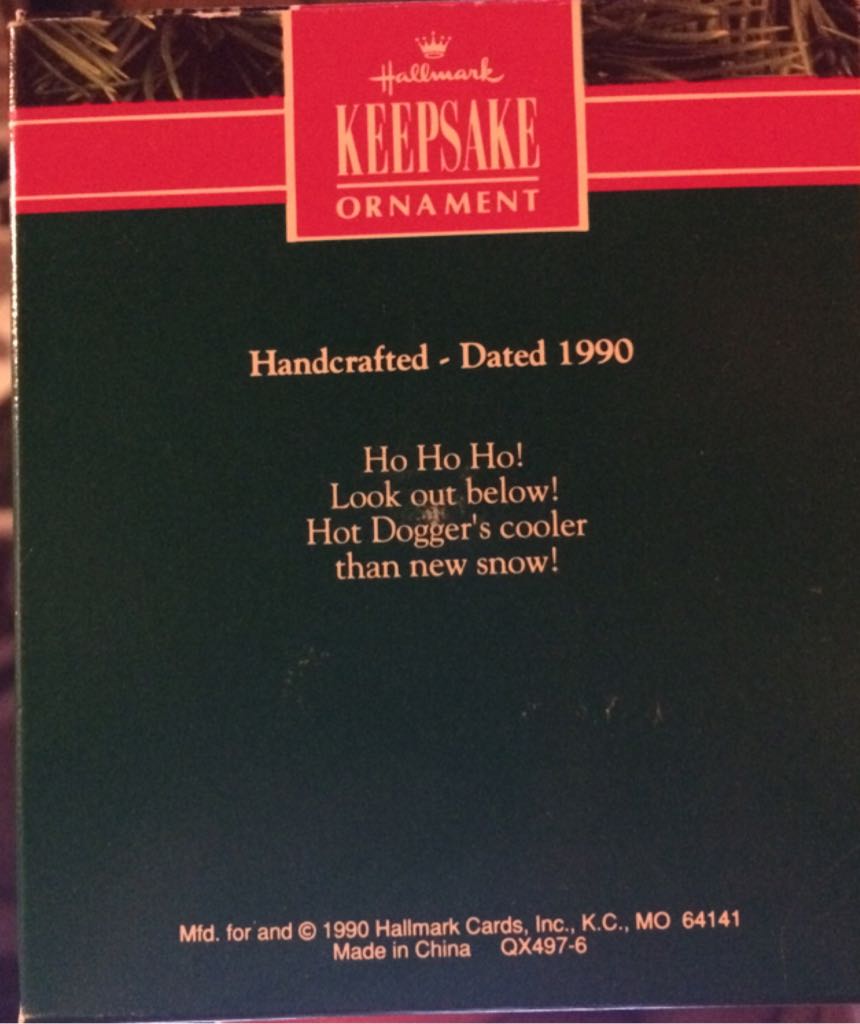 Hallmark
KEEPSAKE
ORNAMENT
Handcrafted - Dated 1990
Ho Ho Ho!
Look out below!
Hot Dogger's cooler
than new snow!
Mfd. for and © 1990 Hallmark Cards, Inc., K.C., MO 64141
Made in China QX497-6